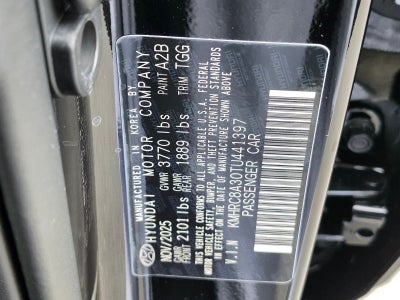 MANUFACTURED IN KOREA BY
HYUNDAI MOTOR COMPANY
NOV/2025 GVWR 3770 lbs PAINT A2B
GAWR FRONT 2101 lbs GAWR REAR 1889 lbs TRIM TGG
THIS VEHICLE CONFORMS TO ALL APPLICABLE U.S.A. FEDERAL
MOTOR VEHICLE SAFETY, BUMPER, AND THEFT PREVENTION
STANDARDS IN EFFECT ON THE DATE OF MANUFACTURE SHOWN ABOVE
V.I.N KMHRC8A30TU441397
PASSENGER CAR